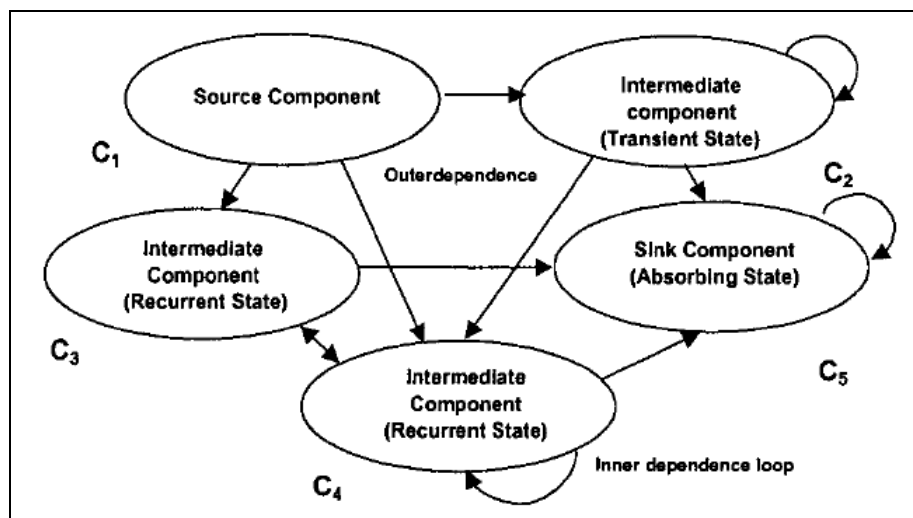 Source Component
Intermediate
component
(Transient State)
C1
Outerdependence
C2
Intermediate
Component
(Recurrent State)
Sink Component
(Absorbing State)
C3
Intermediate
Component
(Recurrent State)
C5
Inner dependence loop
C4